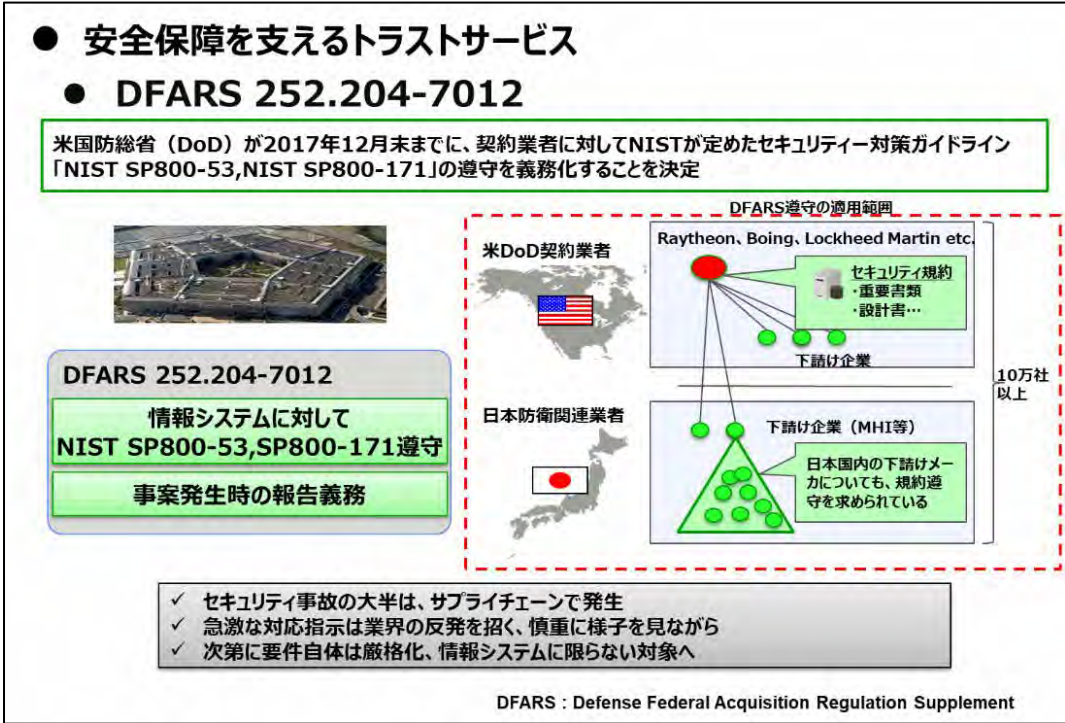 ● 安全保障を支えるトラストサービス
● DFARS 252.204-7012
米国防総省（DoD）が2017年12月末までに、契約業者に対してNISTが定めたセキュリティー対策ガイドライン
「NIST SP800-53,NIST SP800-171」の遵守を義務化することを決定
DFARS 252.204-7012
情報システムに対して
NIST SP800-53,SP800-171遵守
事案発生時の報告義務
DFARS遵守の適用範囲
米DoD契約業者
Raytheon、Boing、Lockheed Martin etc.
セキュリティ規約
・重要書類
・設計書…
下請け企業
10万社
以上
日本防衛関連業者
下請け企業（MHI等）
日本国内の下請けメー
カについても、規約遵
守を求められている
✓ セキュリティ事故の大半は、サプライチェーンで発生
✓ 急激な対応指示は業界の反発を招く、慎重に様子を見ながら
✓ 次第に要件自体は厳格化、情報システムに限らない対象へ
DFARS : Defense Federal Acquisition Regulation Supplement